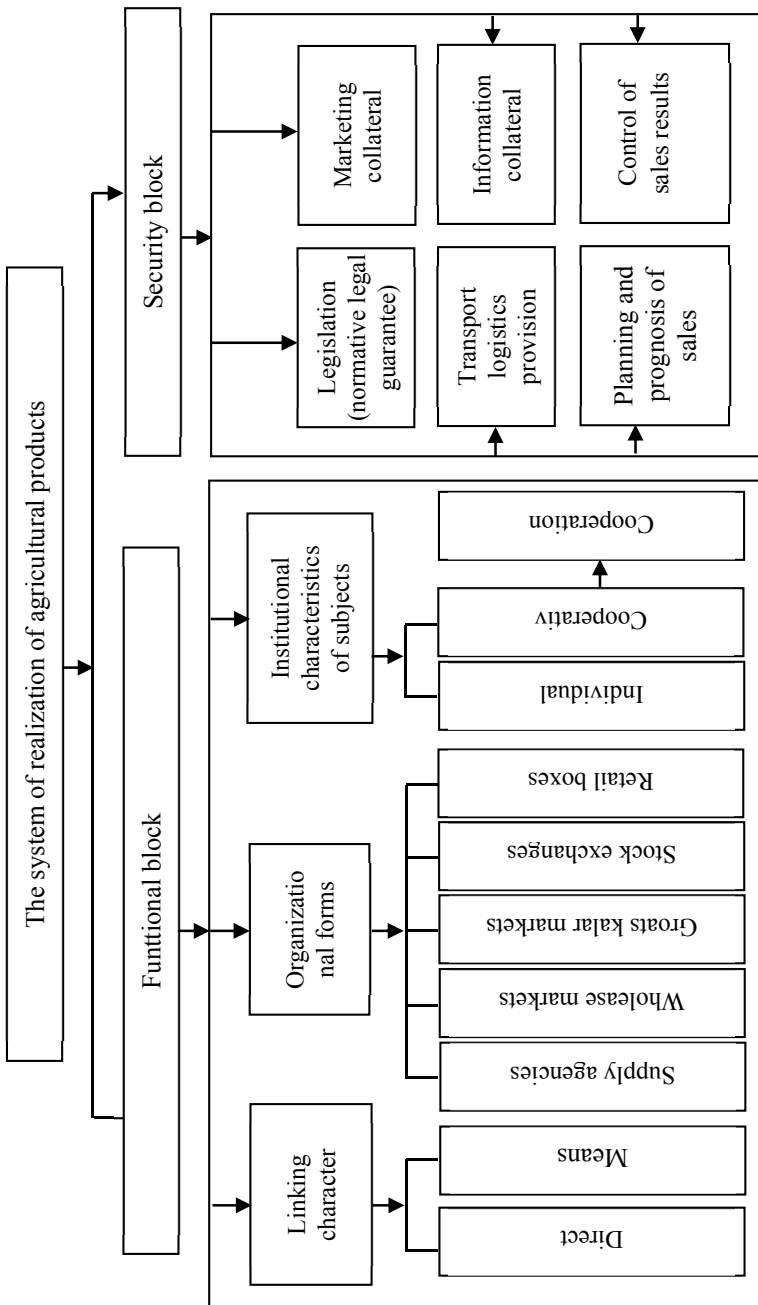 The system of realization of agricultural products
Funttional block
Security block
Linking
character
Organizatio
nal forms
Institutional
characteristics
of subjects
Direct
Means
Supply agencies
Wholease markets
Groats kalar markets
Stock exchanges
Retail boxes
Individual
Cooperativ
Cooperation
Legislation
(normative legal
guarantee)
Marketing
collateral
Transport
logistics
provision
Information
collateral
Planning and
prognosis of
sales
Control of
sales results